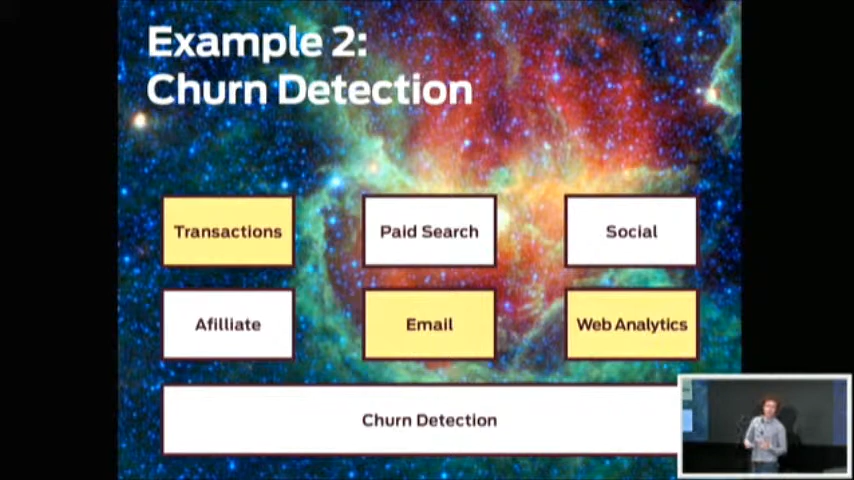 Example 2:
Churn Detection
Transactions
Paid Search
Social
Afilliate
Email
Web Analytics
Churn Detection